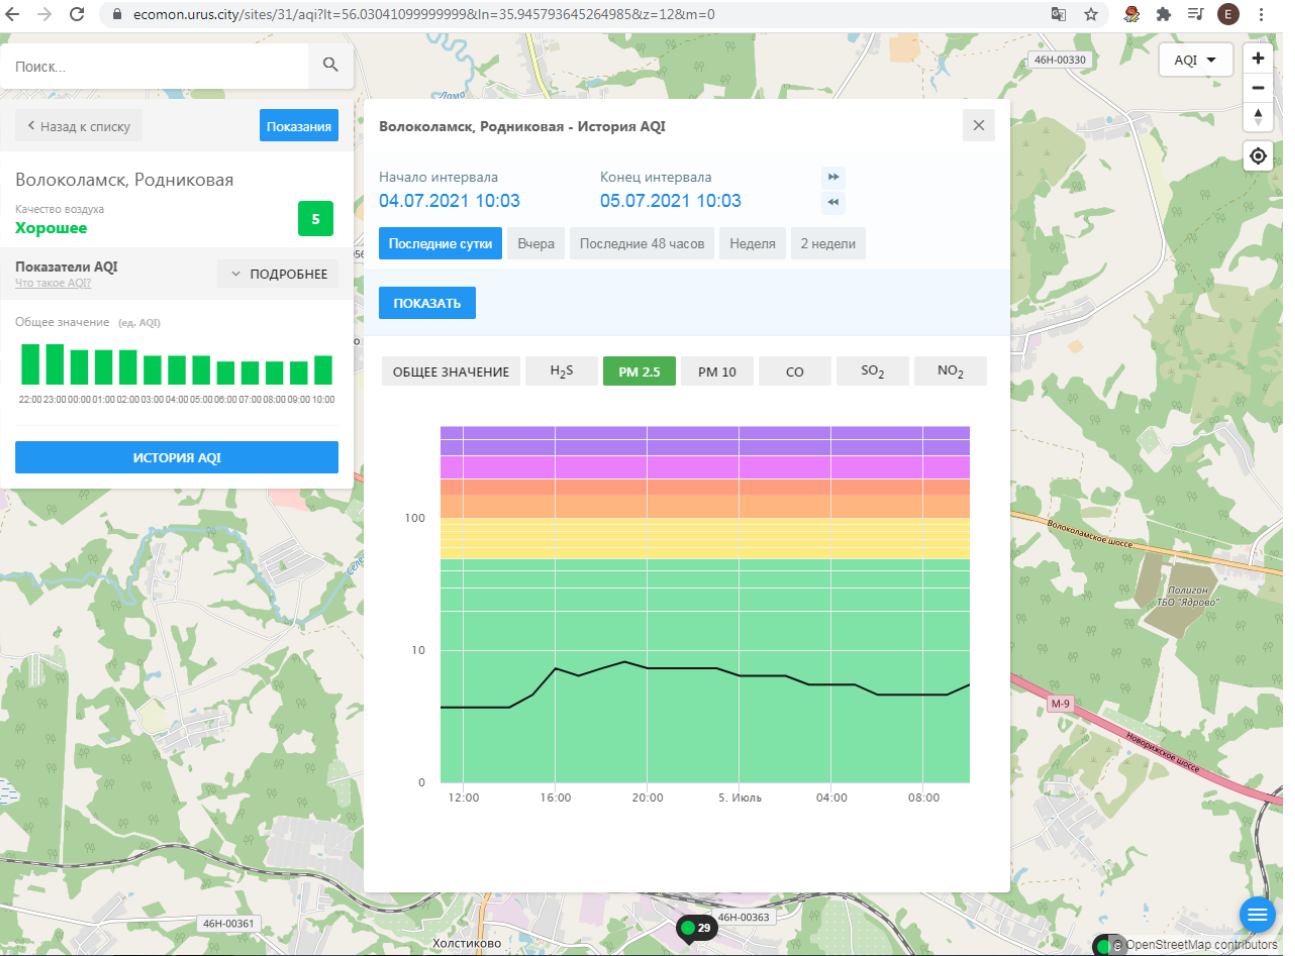 ecomon.urus.city/sites/31/aqi?lt=56.03041099999999&ln=35.945793645264985&z=12&m=0
E
Поиск...
46Н-00330
AQI
Лама
Назад к списку
Показания
Волоколамск, Родниковая - История AQI
Волоколамск, Родниковая
Качество воздуха
Хорошее
5
Начало интервала
Конец интервала
04.07.2021 10:03
05.07.2021 10:03
Последние сутки
Вчера
Последние 48 часов
Неделя
2 недели
Показатели AQI
Что такое AQI?
ПОДРОБНЕЕ
ПОКАЗАТЬ
Общее значение (ед. AQI)
22:00 23:00 00:00 01:00 02:00 03:00 04:00 05:00 06:00 07:00 08:00 09:00 10:00
ИСТОРИЯ AQI
ОБЩЕЕ ЗНАЧЕНИЕ
H2S
PM 2.5
PM 10
CO
SO2
NO2
100
10
0
12:00
16:00
20:00
5. Июль
04:00
08:00
Волоколамское шоссе
Полигон
ТБО "Ядрово"
М-9
Новорижское шоссе
46Н-00361
46Н-00363
29
Холстиково
© OpenStreetMap contributors